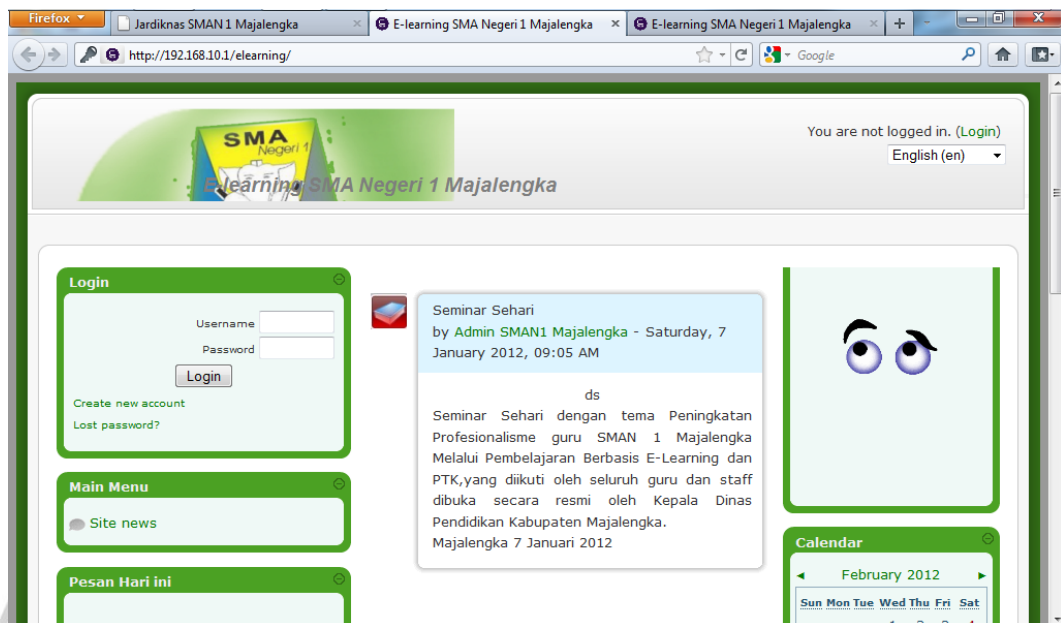 Firefox
Jardiknas SMAN 1 Majalengka
E-learning SMA Negeri 1 Majalengka
E-learning SMA Negeri 1 Majalengka
http://192.168.10.1/elearning/
Google
SMA
Negeri 1
E-learning SMA Negeri 1 Majalengka
You are not logged in. (Login)
English (en)
Login
Username
Password
Login
Create new account
Lost password?
Main Menu
Site news
Pesan Hari ini
Seminar Sehari
by Admin SMAN1 Majalengka - Saturday, 7
January 2012, 09:05 AM
ds
Seminar Sehari dengan tema Peningkatan
Profesionalisme guru SMAN 1 Majalengka
Melalui Pembelajaran Berbasis E-Learning dan
PTK,yang diikuti oleh seluruh guru dan staff
dibuka secara resmi oleh Kepala Dinas
Pendidikan Kabupaten Majalengka.
Majalengka 7 Januari 2012
Calendar
February 2012
Sun Mon Tue Wed Thu Fri Sat